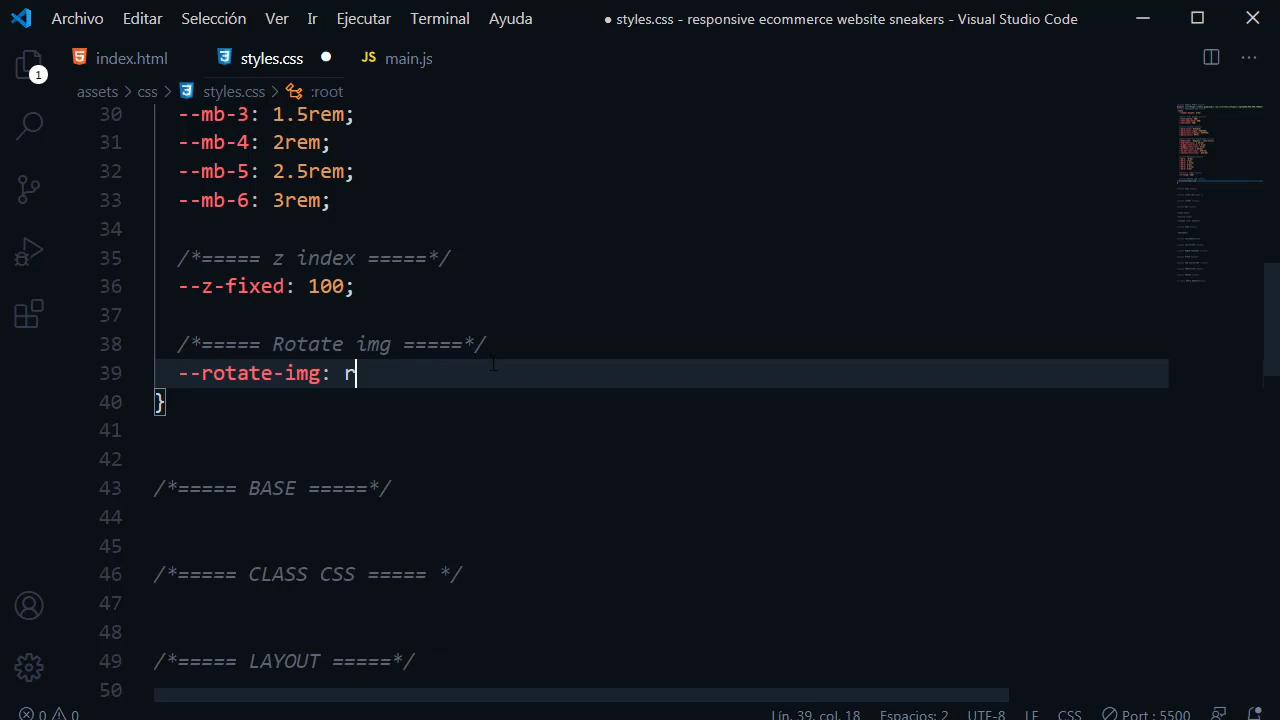 Archivo Editar Selección Ver Ir Ejecutar Terminal Ayuda ● styles.css - responsive ecommerce website sneakers - Visual Studio Code
index.html styles.css JS main.js
1
assets > css > styles.css > :root
30 --mb-3: 1.5rem;
31 --mb-4: 2rem;
32 --mb-5: 2.5rem;
33 --mb-6: 3rem;
34
35 /*===== z index =====*/
36 --z-fixed: 100;
37
38 /*===== Rotate img =====*/
39 --rotate-img: r
40 }
41
42
43 /*===== BASE =====*/
44
45
46 /*===== CLASS CSS ===== */
47
48
49 /*===== LAYOUT =====*/
50
0 0 Lín. 39, col. 18 Espacios: 2 UTF-8 LF CSS Port : 5500